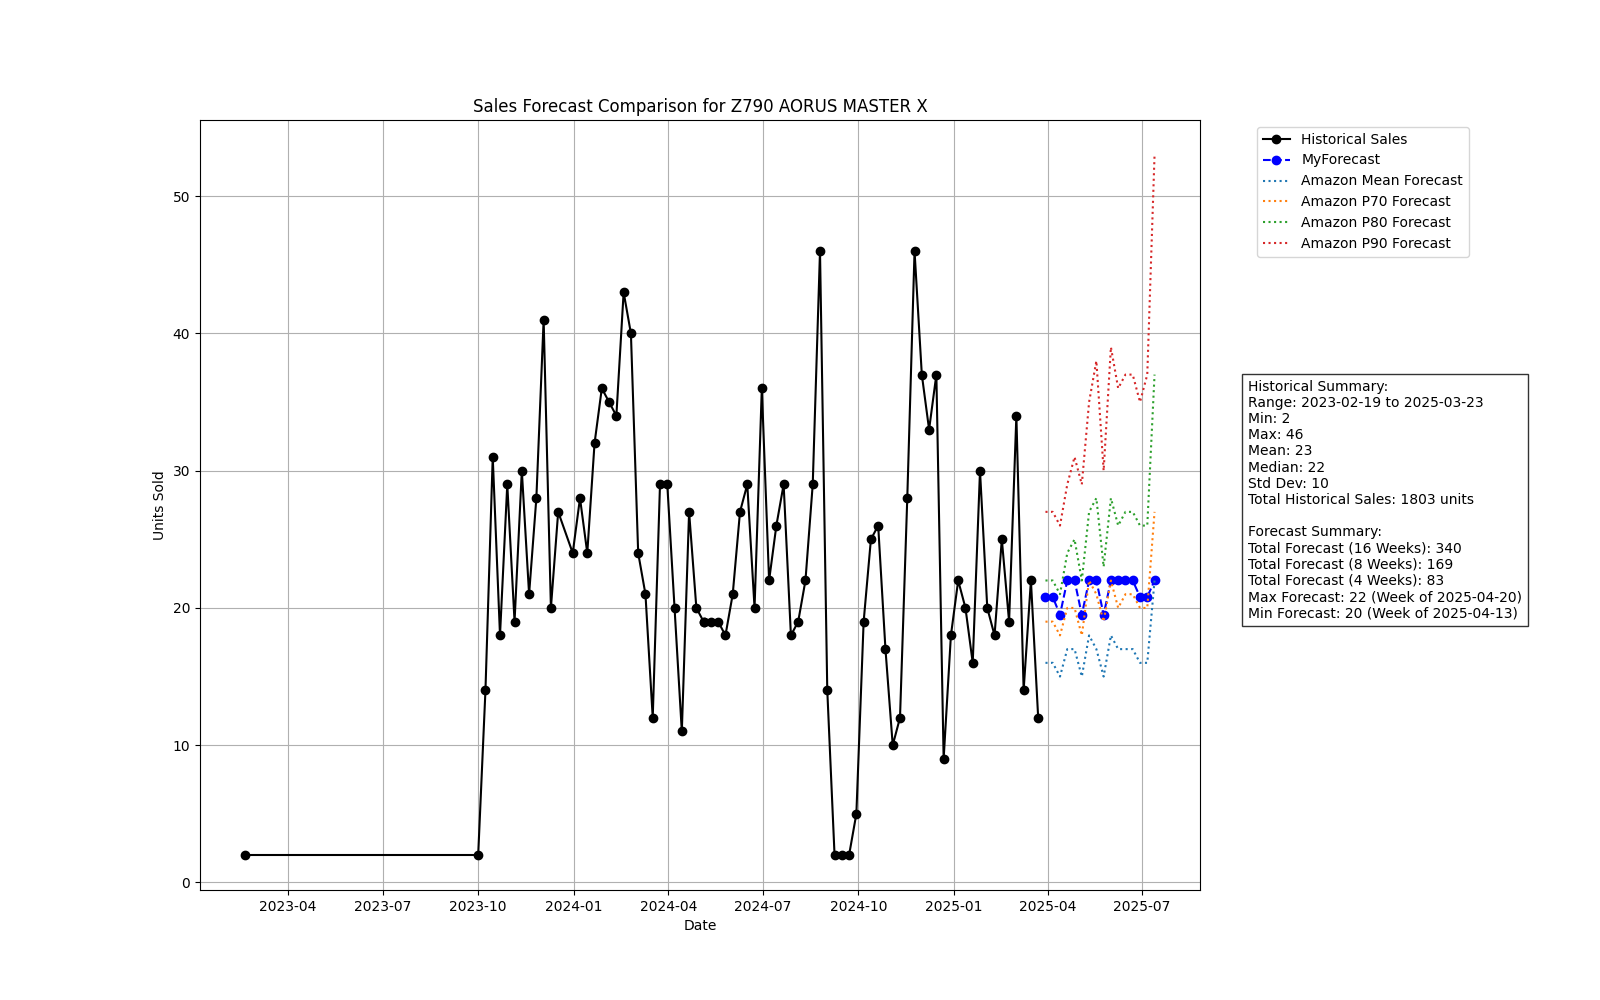 Sales Forecast Comparison for Z790 AORUS MASTER X
Units Sold
50
40
30
20
10
0
2023-04 2023-07 2023-10 2024-01 2024-04 2024-07 2024-10 2025-01 2025-04 2025-07
Date
Historical Sales
MyForecast
Amazon Mean Forecast
Amazon P70 Forecast
Amazon P80 Forecast
Amazon P90 Forecast
Historical Summary:
Range: 2023-02-19 to 2025-03-23
Min: 2
Max: 46
Mean: 23
Median: 22
Std Dev: 10
Total Historical Sales: 1803 units
Forecast Summary:
Total Forecast (16 Weeks): 340
Total Forecast (8 Weeks): 169
Total Forecast (4 Weeks): 83
Max Forecast: 22 (Week of 2025-04-20)
Min Forecast: 20 (Week of 2025-04-13)